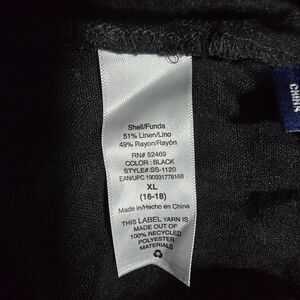 Shell/Funda
51% Linen/Lino
49% Rayon/Rayón
RN# 52469
COLOR: BLACK
STYLE#:SS-1120
EAN/UPC 190931778168
XL
(16-18)
Made in/Hecho en China
THIS LABEL YARN IS
MADE OUT OF
100% RECYCLED
POLYESTER
MATERIALS